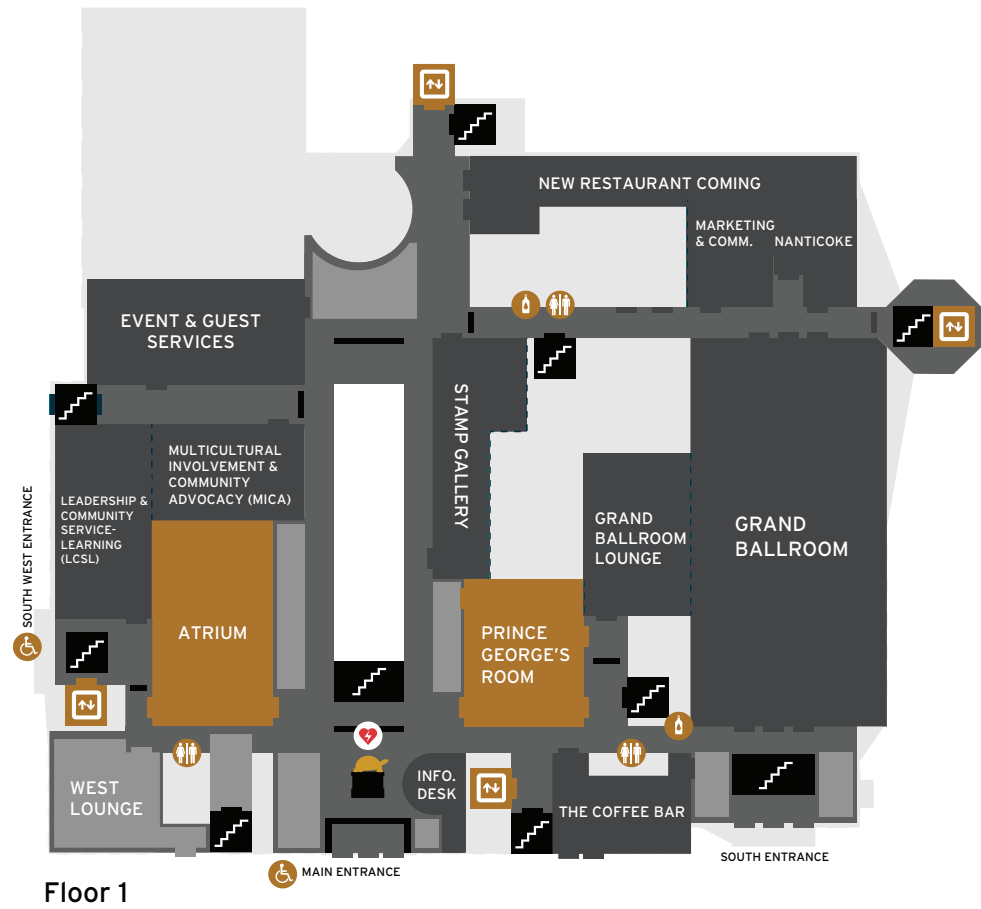 NEW RESTAURANT COMING
MARKETING
& COMM.
NANTICOKE
EVENT & GUEST
SERVICES
STAMP GALLERY
MULTICULTURAL
INVOLVEMENT &
COMMUNITY
ADVOCACY (MICA)
LEADERSHIP &
COMMUNITY
SERVICE-
LEARNING
(LCSL)
SOUTH WEST ENTRANCE
GRAND
BALLROOM
LOUNGE
GRAND
BALLROOM
ATRIUM
PRINCE
GEORGE'S
ROOM
WEST
LOUNGE
INFO.
DESK
THE COFFEE BAR
MAIN ENTRANCE
SOUTH ENTRANCE
Floor 1